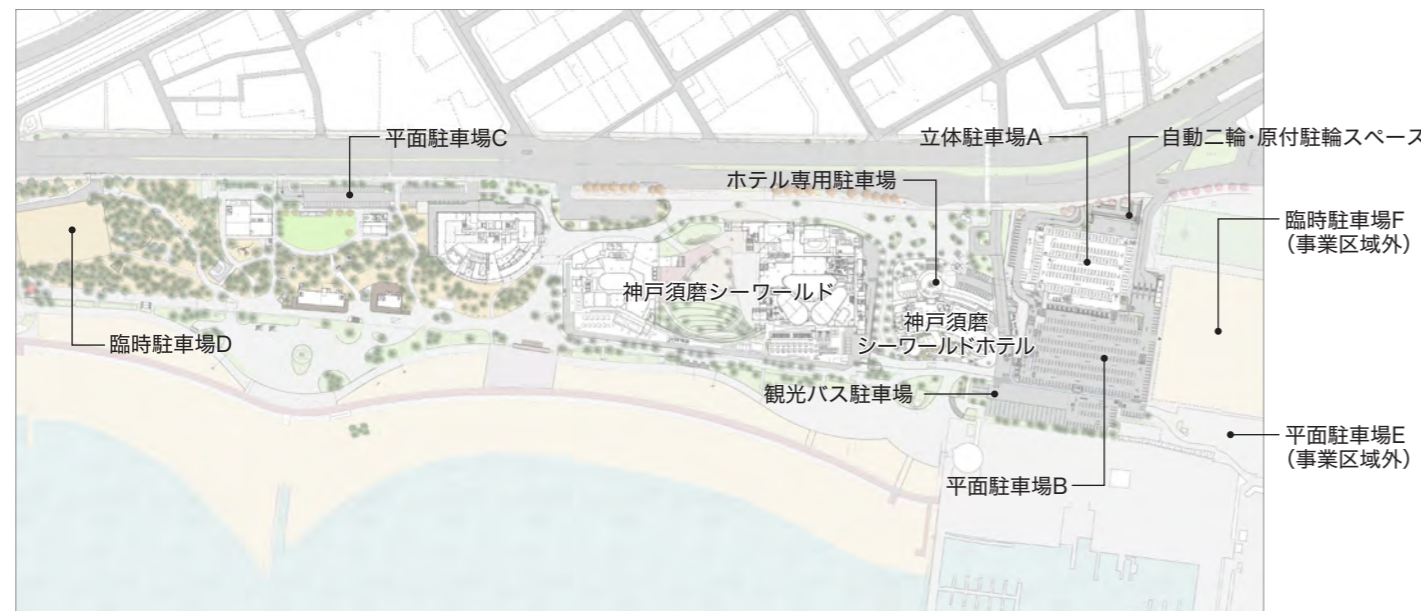 平面駐車場C
立体駐車場A
自動二輪・原付駐輪スペース
ホテル専用駐車場
臨時駐車場F
（事業区域外）
神戸須磨シーワールド
神戸須磨
シーワールドホテル
臨時駐車場D
観光バス駐車場
平面駐車場E
（事業区域外）
平面駐車場B